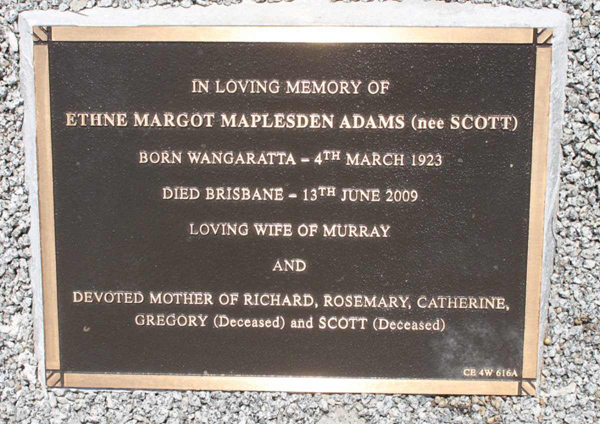 IN LOVING MEMORY OF
ETHNE MARGOT MAPLESDEN ADAMS (nee SCOTT)
BORN WANGARATTA – 4TH MARCH 1923
DIED BRISBANE – 13TH JUNE 2009
LOVING WIFE OF MURRAY
AND
DEVOTED MOTHER OF RICHARD, ROSEMARY, CATHERINE,
GREGORY (Deceased) and SCOTT (Deceased)
CE 4W 616A